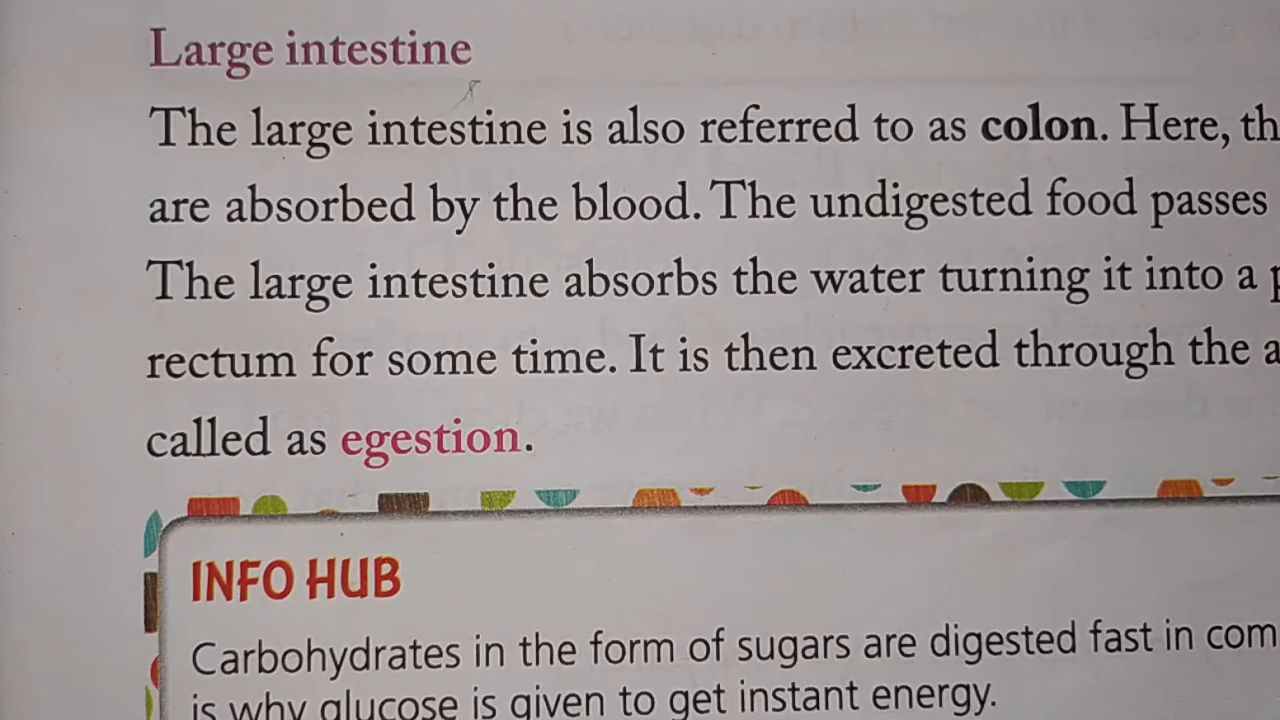 Large intestine
The large intestine is also referred to as colon. Here,
are absorbed by the blood. The undigested food passes
The large intestine absorbs the water turning it into a
rectum for some time. It is then excreted through the
called as egestion.
INFO HUB
Carbohydrates in the form of sugars are digested fast in
is why glucose is given to get instant energy.